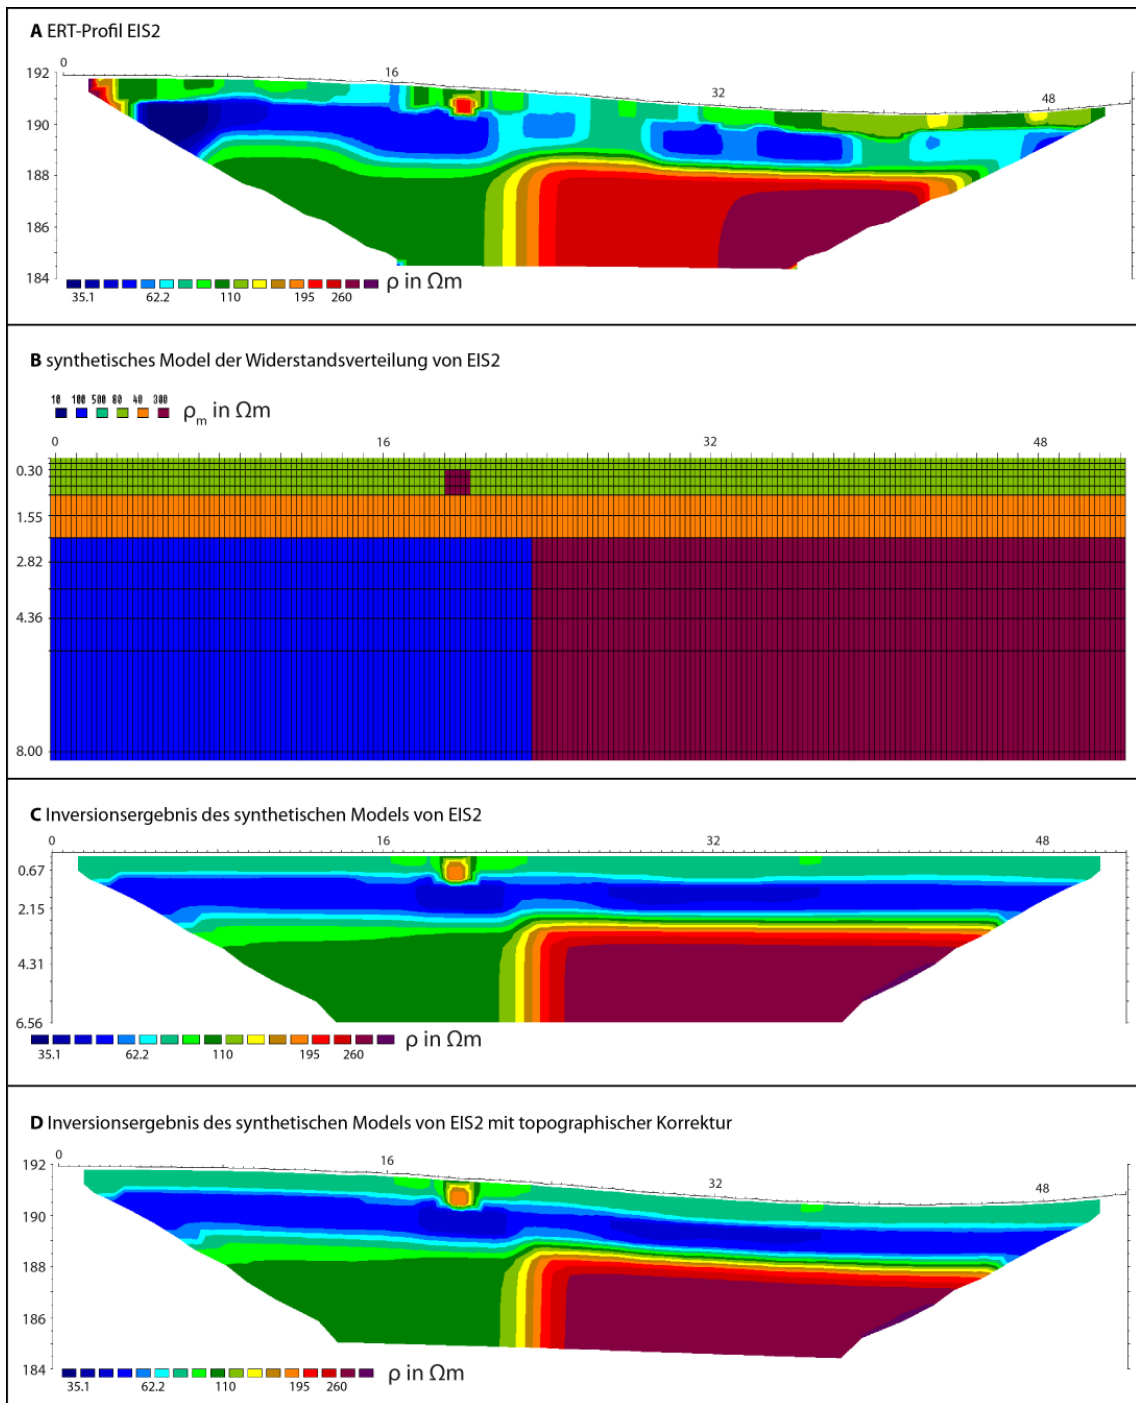 A ERT-Profil EIS2
0 16 32 48
192
190
188
186
184
35.1 62.2 110 195 260 ρ in Ωm
B synthetisches Model der Widerstandsverteilung von EIS2
10 100 500 80 40 300
ρm in Ωm
0 16 32 48
0.30
1.55
2.82
4.36
8.00
C Inversionsergebnis des synthetischen Models von EIS2
0 16 32 48
0.67
2.15
4.31
6.56
35.1 62.2 110 195 260 ρ in Ωm
D Inversionsergebnis des synthetischen Models von EIS2 mit topographischer Korrektur
0 16 32 48
192
190
188
186
184
35.1 62.2 110 195 260 ρ in Ωm